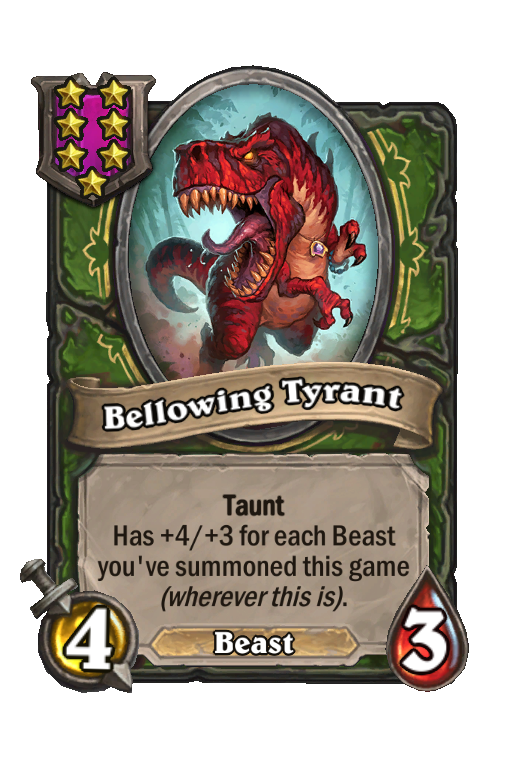 Bellowing Tyrant
Taunt
Has +4/+3 for each Beast
you've summoned this game
(wherever this is).
4
Beast
3